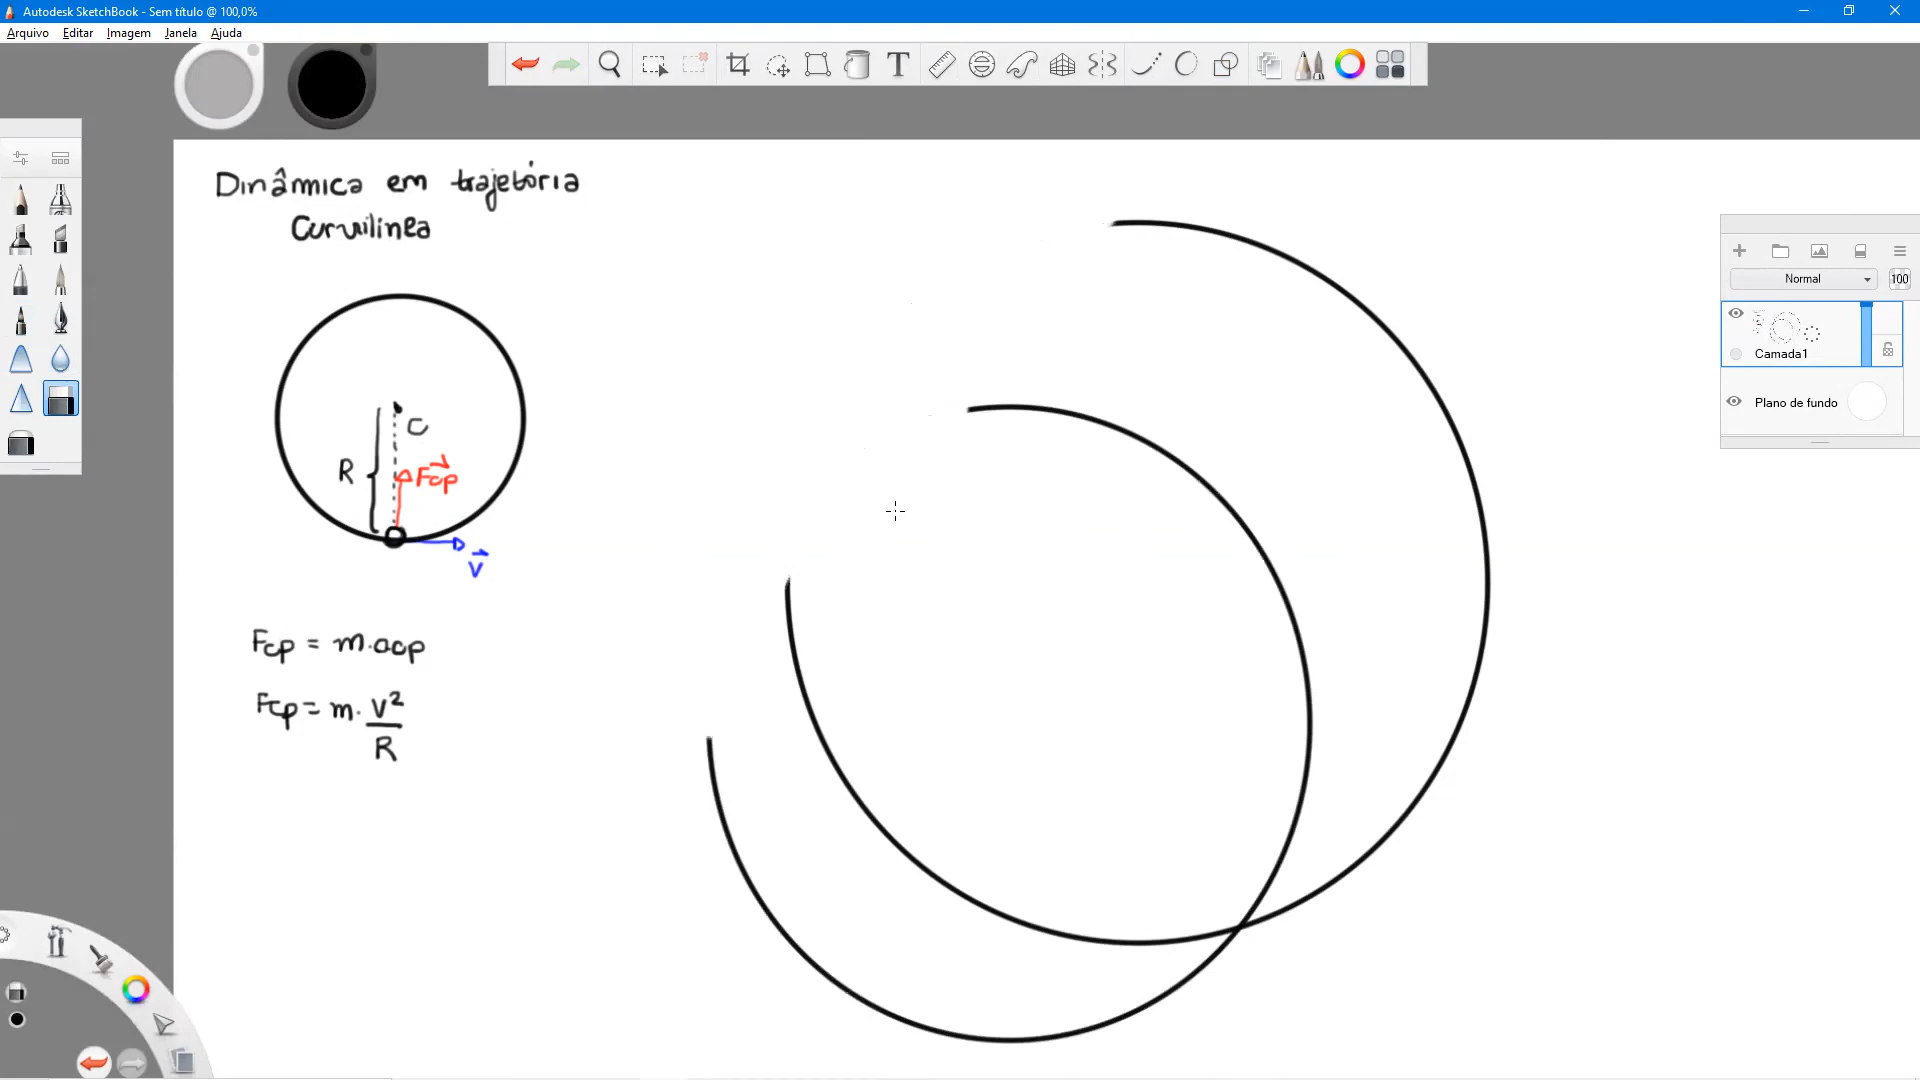 Autodesk SketchBook - Sem título @ 100,0%
Arquivo Editar Imagem Janela Ajuda
T
Dinâmica em trajetória
Curvilínea
C
R
Fcp
V
Fcp = m.acp
Fcp = m. V²
R
Normal
100
Camada1
Plano de fundo